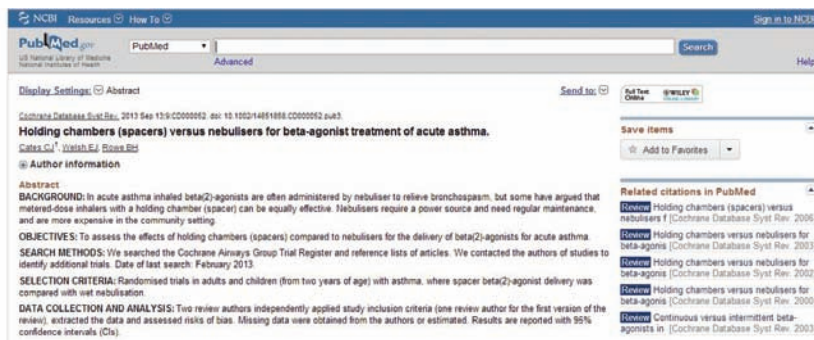 NCBI Resources How To Sign in to NCBI
PubMed.gov PubMed Search
US National Library of Medicine
National Institutes of Health
Advanced Help
Display Settings: Abstract Send to:
Full Text Online WILEY
Cochrane Database Syst Rev. 2013 Sep 13;9:CD000052. doi: 10.1002/14651858.CD000052.pub3.
Holding chambers (spacers) versus nebulisers for beta-agonist treatment of acute asthma.
Cates CJ1, Welsh EJ, Rowe BH.
Author information
Abstract
BACKGROUND: In acute asthma inhaled beta(2)-agonists are often administered by nebuliser to relieve bronchospasm, but some have argued that
metered-dose inhalers with a holding chamber (spacer) can be equally effective. Nebulisers require a power source and need regular maintenance,
and are more expensive in the community setting.
OBJECTIVES: To assess the effects of holding chambers (spacers) compared to nebulisers for the delivery of beta(2)-agonists for acute asthma.
SEARCH METHODS: We searched the Cochrane Airways Group Trial Register and reference lists of articles. We contacted the authors of studies to
identify additional trials. Date of last search: February 2013.
SELECTION CRITERIA: Randomised trials in adults and children (from two years of age) with asthma, where spacer beta(2)-agonist delivery was
compared with wet nebulisation.
DATA COLLECTION AND ANALYSIS: Two review authors independently applied study inclusion criteria (one review author for the first version of the
review), extracted the data and assessed risks of bias. Missing data were obtained from the authors or estimated. Results are reported with 95%
confidence intervals (CIs).
Save items
Add to Favorites
Related citations in PubMed
Review Holding chambers (spacers) versus
nebulisers f [Cochrane Database Syst Rev. 2006
Review Holding chambers versus nebulisers for
beta-agonis [Cochrane Database Syst Rev. 2003
Review Holding chambers versus nebulisers for
beta-agonis [Cochrane Database Syst Rev. 2002
Review Holding chambers versus nebulisers for
beta-agonis [Cochrane Database Syst Rev. 2000
Review Continuous versus intermittent beta-
agonists in [Cochrane Database Syst Rev. 2003